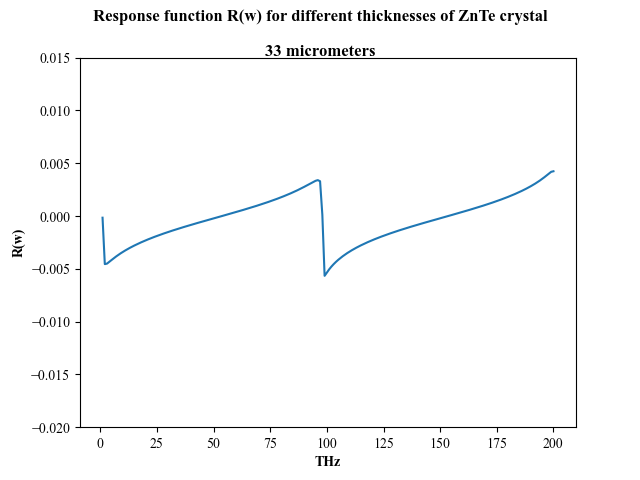 Response function R(w) for different thicknesses of ZnTe crystal
33 micrometers
0.015
0.010
0.005
0.000
−0.005
−0.010
−0.015
−0.020
R(w)
0 25 50 75 100 125 150 175 200
THz